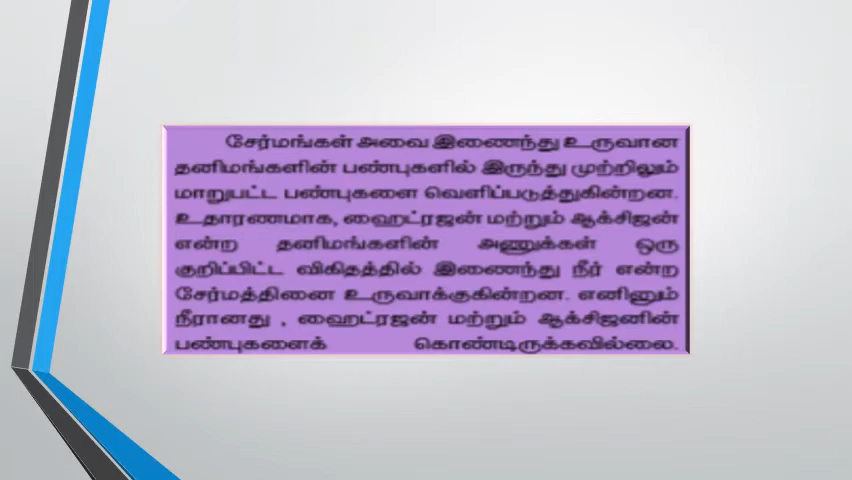 சேர்மங்கள் அவை இணைந்து உருவான
தனிமங்களின் பண்புகளில் இருந்து முற்றிலும்
மாறுபட்ட பண்புகளை வெளிப்படுத்துகின்றன.
உதாரணமாக, ஹைட்ரஜன் மற்றும் ஆக்சிஜன்
என்ற தனிமங்களின் அணுக்கள் ஒரு
குறிப்பிட்ட விகிதத்தில் இணைந்து நீர் என்ற
சேர்மத்தினை உருவாக்குகின்றன. எனினும்
நீரானது , ஹைட்ரஜன் மற்றும் ஆக்சிஜனின்
பண்புகளைக் கொண்டிருக்கவில்லை.